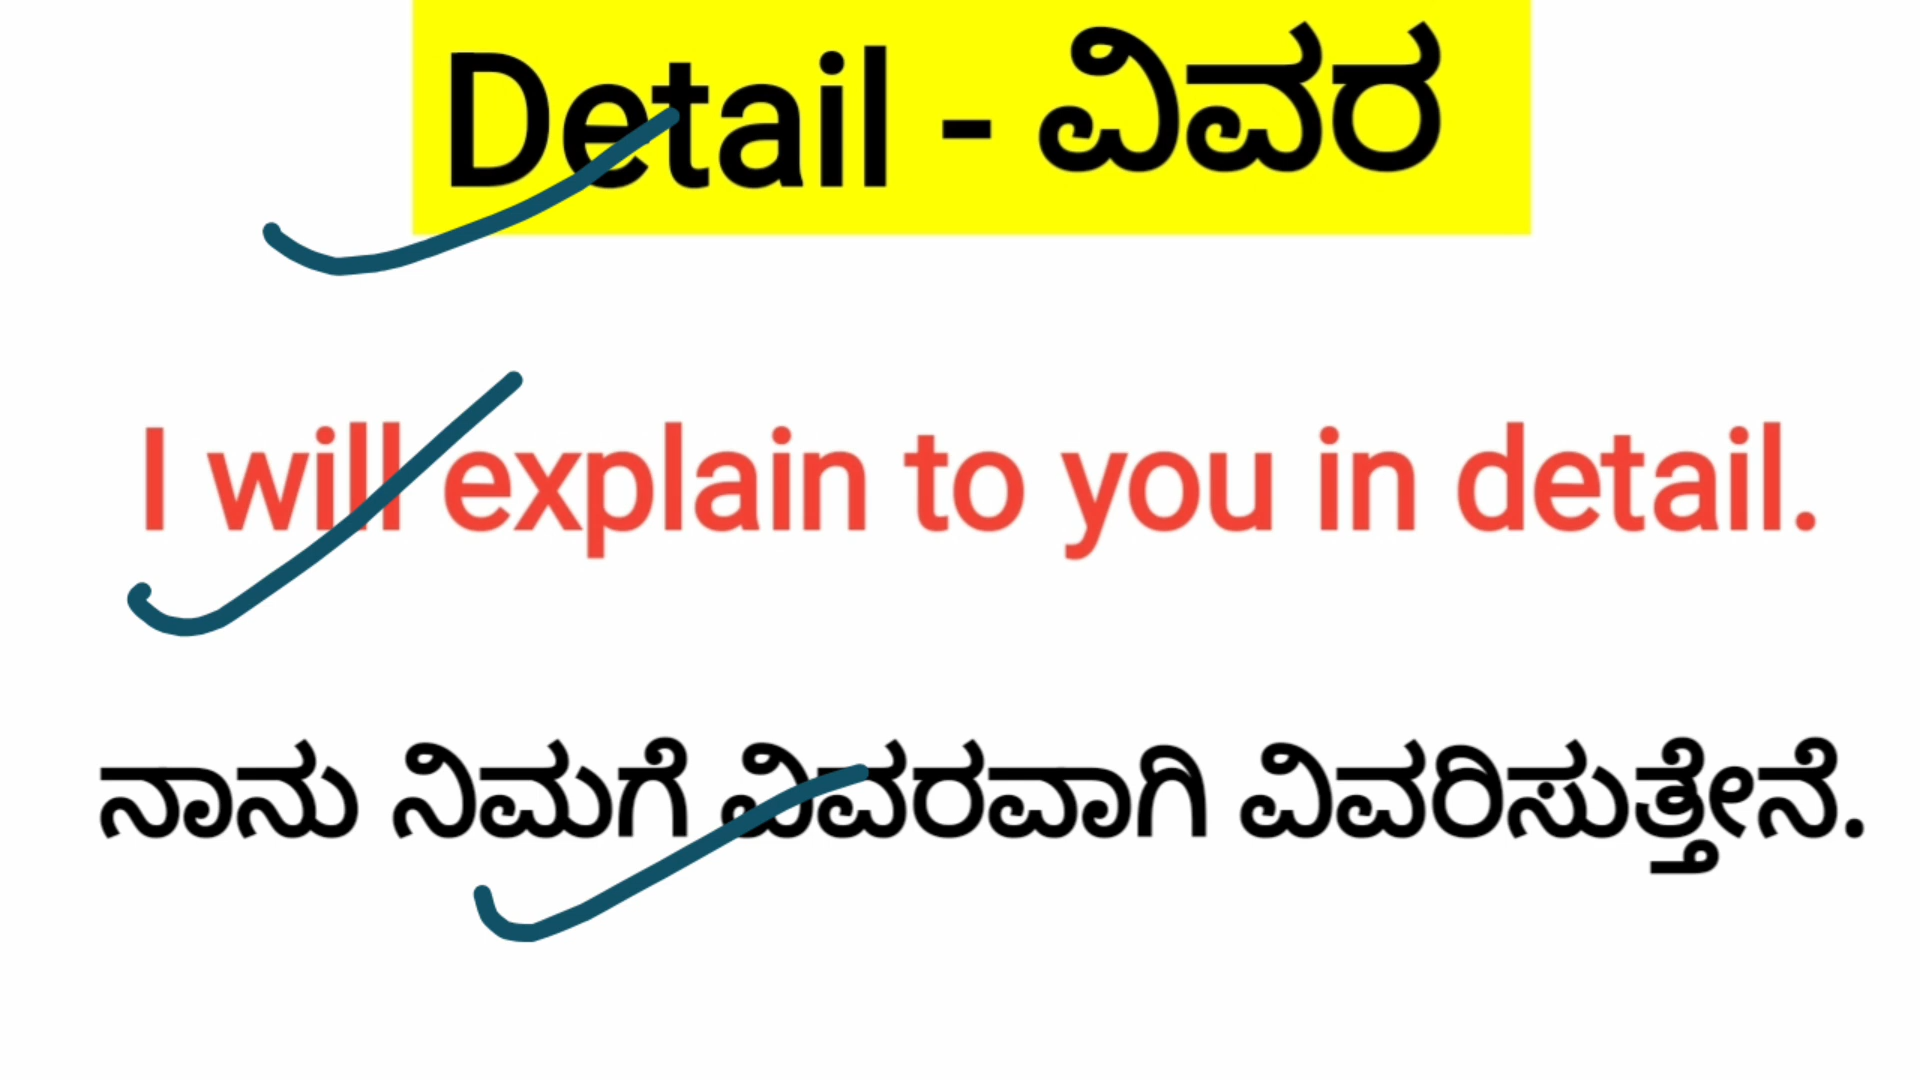 Detail - ವಿವರ
I will explain to you in detail.
ನಾನು ನಿಮಗೆ ವಿವರವಾಗಿ ವಿವರಿಸುತ್ತೇನೆ.